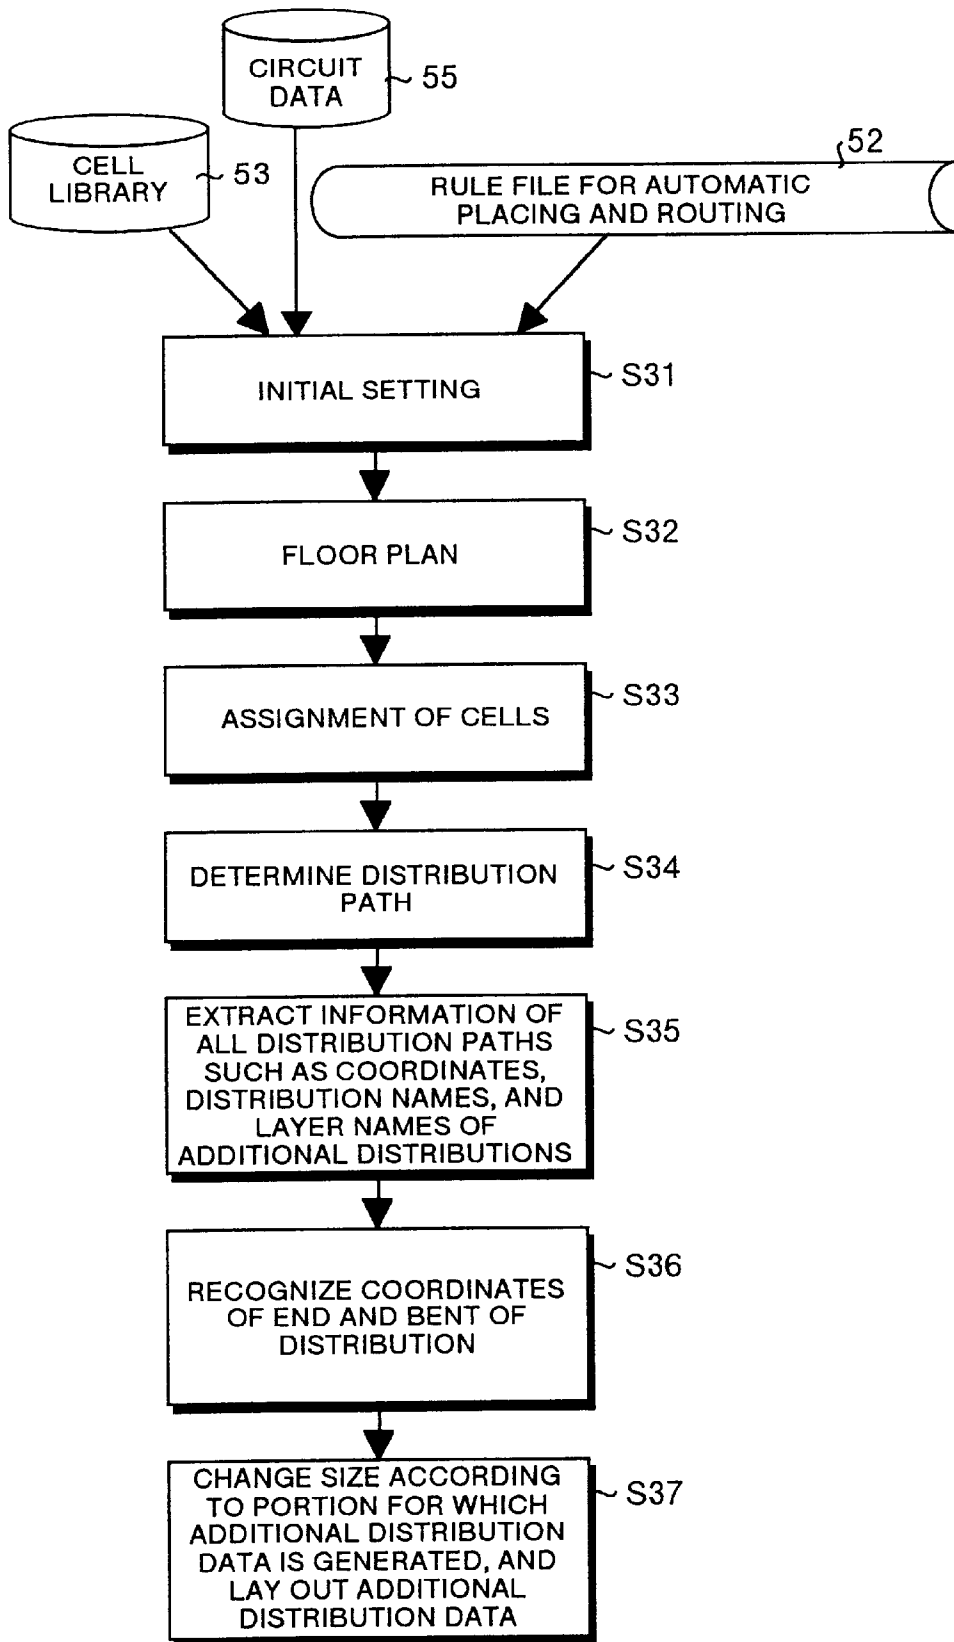 CIRCUIT
DATA
55
CELL
LIBRARY
53
52
RULE FILE FOR AUTOMATIC
PLACING AND ROUTING
INITIAL SETTING
S31
FLOOR PLAN
S32
ASSIGNMENT OF CELLS
S33
DETERMINE DISTRIBUTION
PATH
S34
EXTRACT INFORMATION OF
ALL DISTRIBUTION PATHS
SUCH AS COORDINATES,
DISTRIBUTION NAMES, AND
LAYER NAMES OF
ADDITIONAL DISTRIBUTIONS
S35
RECOGNIZE COORDINATES
OF END AND BENT OF
DISTRIBUTION
S36
CHANGE SIZE ACCORDING
TO PORTION FOR WHICH
ADDITIONAL DISTRIBUTION
DATA IS GENERATED, AND
LAY OUT ADDITIONAL
DISTRIBUTION DATA
S37